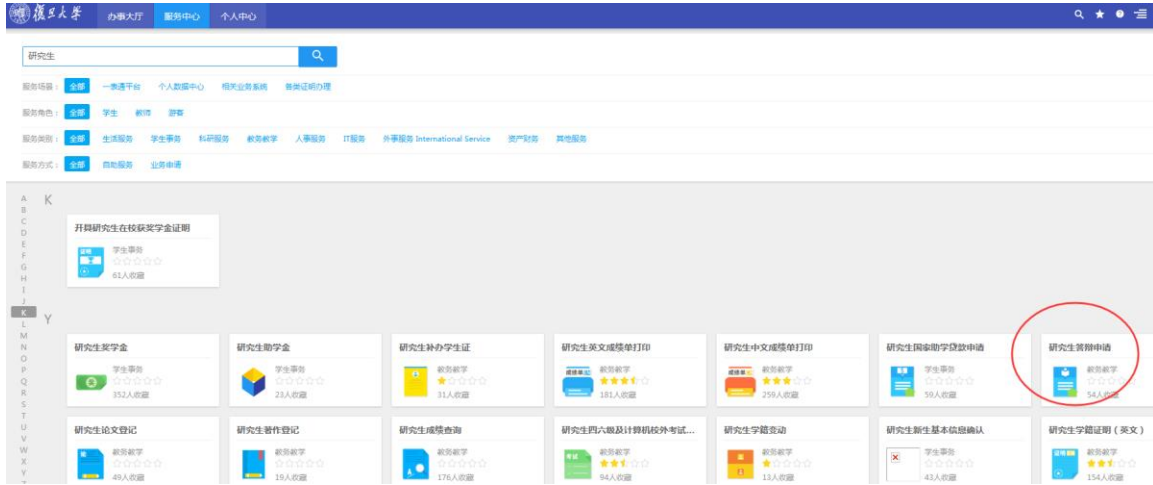 復旦大學 办事大厅 服务中心 个人中心
研究生
服务场景： 全部 一表通平台 个人数据中心 相关业务系统 各类证明办理
服务角色： 全部 学生 教师 游客
服务类别： 全部 生活服务 学生事务 科研服务 教务教学 人事服务 IT服务 外事服务 International Service 资产财务 其他服务
服务方式： 全部 自助服务 业务申请
A
B
C
D
E
F
G
H
I
J
K
L
M
N
O
P
Q
R
S
T
U
V
W
X
Y
Z
K
开具研究生在校获奖学金证明
学生事务
61人收藏
Y
研究生奖学金 研究生助学金 研究生补办学生证 研究生英文成绩单打印 研究生中文成绩单打印 研究生国家助学贷款申请 研究生答辩申请
学生事务 学生事务 教务教学 教务教学 教务教学 学生事务 教务教学
352人收藏 23人收藏 31人收藏 181人收藏 259人收藏 59人收藏 54人收藏
研究生论文登记 研究生著作登记 研究生成绩查询 研究生四六级及计算机校外考试... 研究生学籍变动 研究生新生基本信息确认 研究生学籍证明（英文）
教务教学 教务教学 教务教学 教务教学 教务教学 学生事务 教务教学
49人收藏 19人收藏 176人收藏 94人收藏 13人收藏 43人收藏 154人收藏